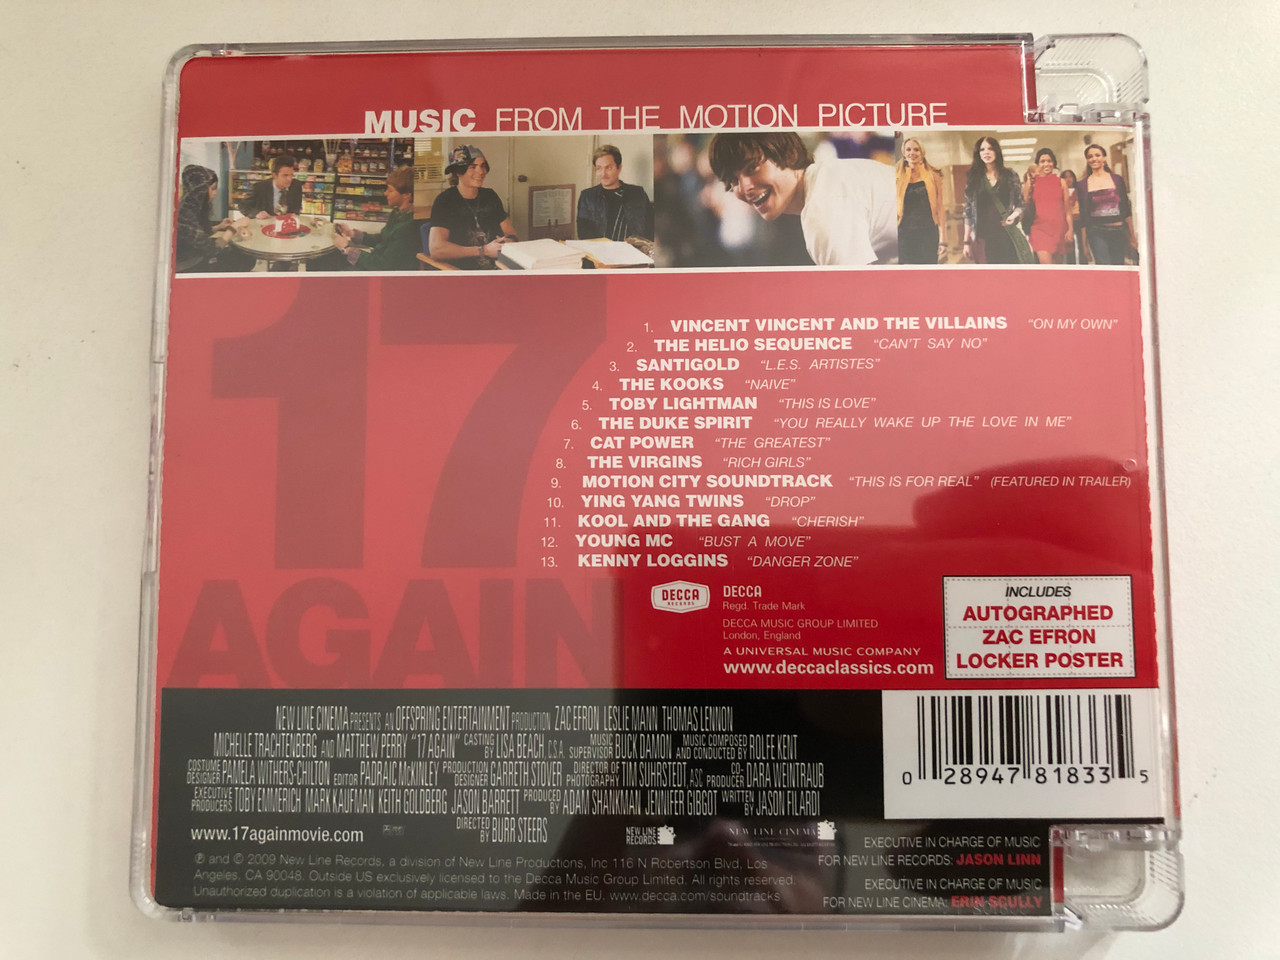 MUSIC FROM THE MOTION PICTURE
17
AGAIN
1. VINCENT VINCENT AND THE VILLAINS "ON MY OWN"
2. THE HELIO SEQUENCE "CAN'T SAY NO"
3. SANTIGOLD "L.E.S. ARTISTES"
4. THE KOOKS "NAIVE"
5. TOBY LIGHTMAN "THIS IS LOVE"
6. THE DUKE SPIRIT "YOU REALLY WAKE UP THE LOVE IN ME"
7. CAT POWER "THE GREATEST"
8. THE VIRGINS "RICH GIRLS"
9. MOTION CITY SOUNDTRACK "THIS IS FOR REAL" (FEATURED IN TRAILER)
10. YING YANG TWINS "DROP"
11. KOOL AND THE GANG "CHERISH"
12. YOUNG MC "BUST A MOVE"
13. KENNY LOGGINS "DANGER ZONE"
DECCA
RECORDS
DECCA
Regd. Trade Mark
DECCA MUSIC GROUP LIMITED
London, England
A UNIVERSAL MUSIC COMPANY
www.deccaclassics.com
INCLUDES
AUTOGRAPHED
ZAC EFRON
LOCKER POSTER
NEW LINE CINEMA PRESENTS AN OFFSPRING ENTERTAINMENT PRODUCTION ZAC EFRON LESLIE MANN THOMAS LENNON
MICHELLE TRACHTENBERG AND MATTHEW PERRY "17 AGAIN" CASTING BY LISA BEACH C.S.A. MUSIC SUPERVISOR BUCK DAMON MUSIC COMPOSED AND CONDUCTED BY ROLFE KENT
COSTUME DESIGNER PAMELA WITHERS-CHILTON EDITOR PADRAIC McKINLEY PRODUCTION DESIGNER GARRETH STOVER DIRECTOR OF PHOTOGRAPHY TIM SUHRSTEDT, ASC CO-PRODUCER DARA WEINTRAUB
EXECUTIVE PRODUCERS TOBY EMMERICH MARK KAUFMAN KEITH GOLDBERG JASON BARRETT PRODUCED BY ADAM SHANKMAN JENNIFER GIBGOT WRITTEN BY JASON FILARDI
DIRECTED BY BURR STEERS
www.17againmovie.com
NEW LINE RECORDS
NEW LINE CINEMA
0 28947 81833 5
EXECUTIVE IN CHARGE OF MUSIC
FOR NEW LINE RECORDS: JASON LINN
EXECUTIVE IN CHARGE OF MUSIC
FOR NEW LINE CINEMA: ERIN SCULLY
℗ and © 2009 New Line Records, a division of New Line Productions, Inc 116 N Robertson Blvd, Los
Angeles, CA 90048. Outside US exclusively licensed to the Decca Music Group Limited. All rights reserved.
Unauthorized duplication is a violation of applicable laws. Made in the EU. www.decca.com/soundtracks